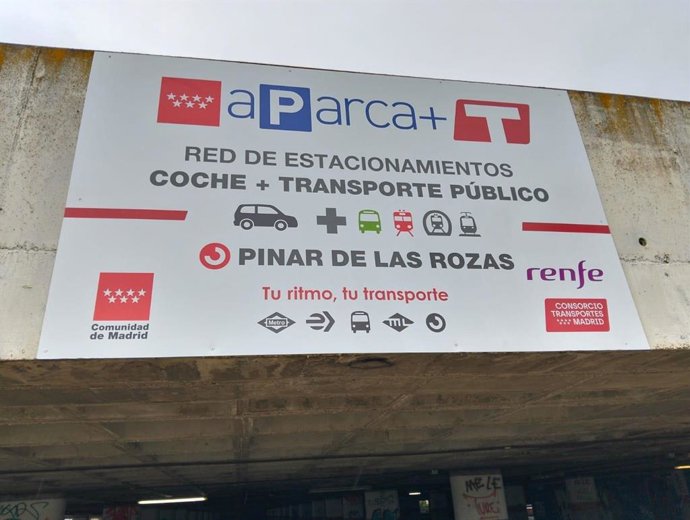 aParca+ T
RED DE ESTACIONAMIENTOS
COCHE + TRANSPORTE PÚBLICO
PINAR DE LAS ROZAS
renfe
Tu ritmo, tu transporte
Comunidad
de Madrid
Metro
ML
CONSORCIO
TRANSPORTES
MADRID